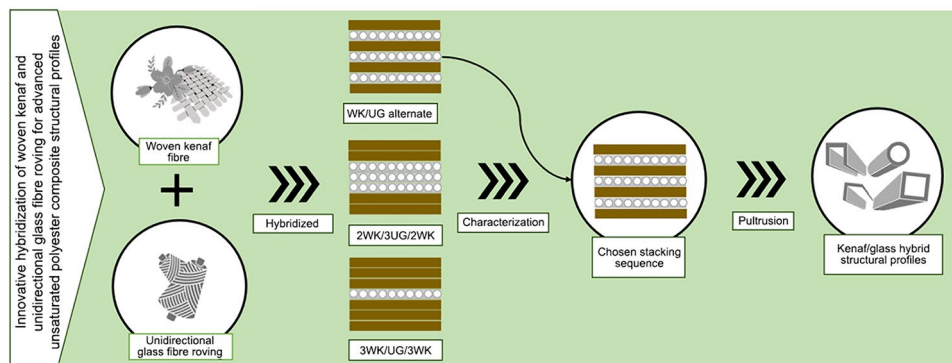 Innovative hybridization of woven kenaf and
unidirectional glass fibre roving for advanced
unsaturated polyester composite structural profiles
Woven kenaf
fibre
Unidirectional
glass fibre roving
Hybridized
WK/UG alternate
2WK/3UG/2WK
3WK/UG/3WK
Characterization
Chosen stacking
sequence
Pultrusion
Kenaf/glass hybrid
structural profiles